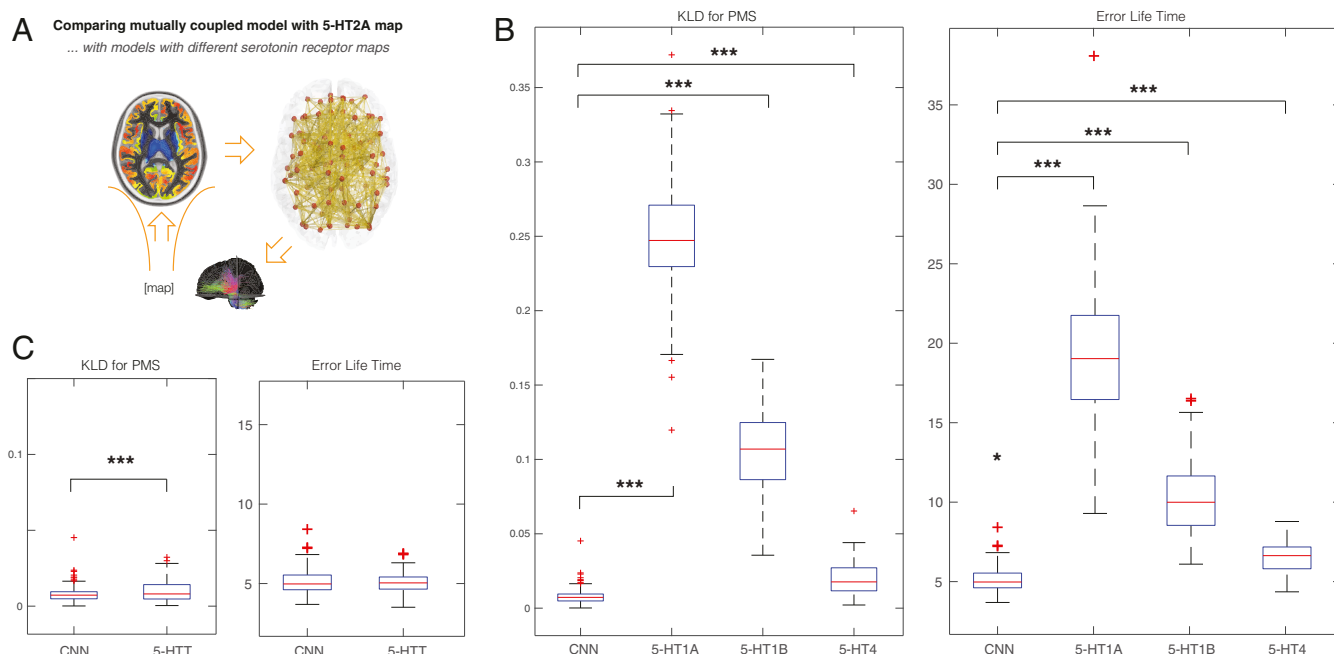 A
Comparing mutually coupled model with 5-HT2A map
... with models with different serotonin receptor maps
[map]
B
KLD for PMS
0.35
0.3
0.25
0.2
0.15
0.1
0.05
0
***
***
***
CNN 5-HT1A 5-HT1B 5-HT4
Error Life Time
35
30
25
20
15
10
5
***
***
***
*
CNN 5-HT1A 5-HT1B 5-HT4
C
KLD for PMS
0.1
0
***
CNN 5-HTT
Error Life Time
15
10
5
CNN 5-HTT